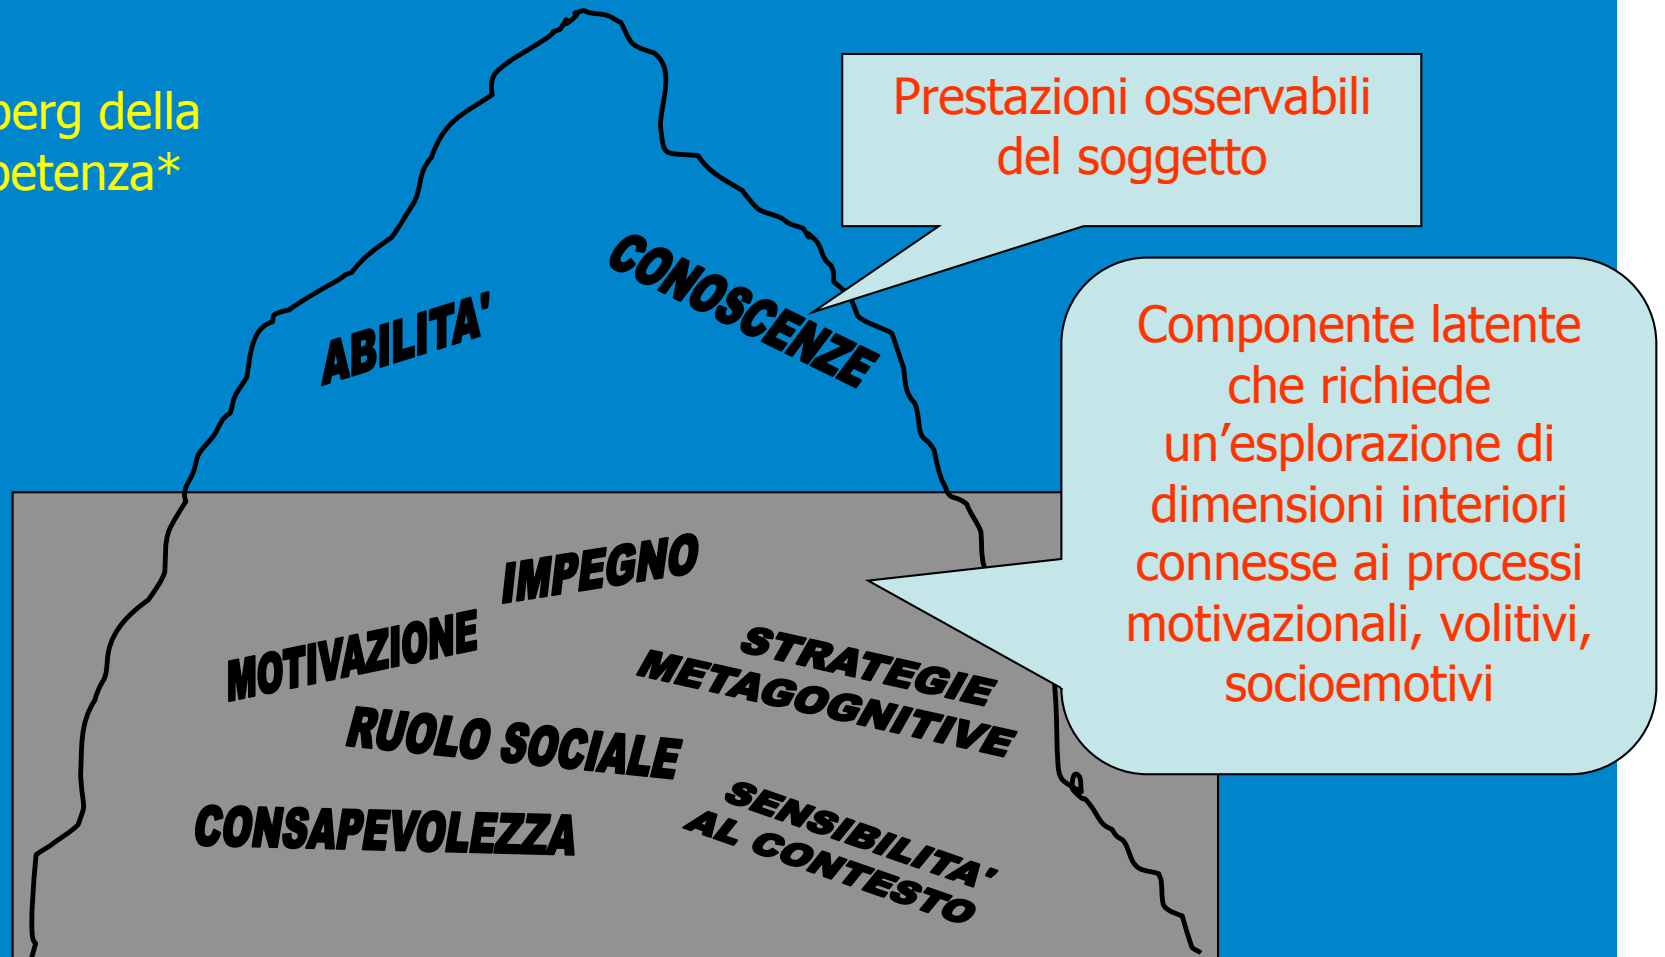 berg della
petenza*
Prestazioni osservabili
del soggetto
CONOSCENZE
ABILITA'
Componente latente
che richiede
un’esplorazione di
dimensioni interiori
connesse ai processi
motivazionali, volitivi,
socioemotivi
IMPEGNO
MOTIVAZIONE
STRATEGIE
METAGOGNITIVE
RUOLO SOCIALE
CONSAPEVOLEZZA
SENSIBILITA'
AL CONTESTO